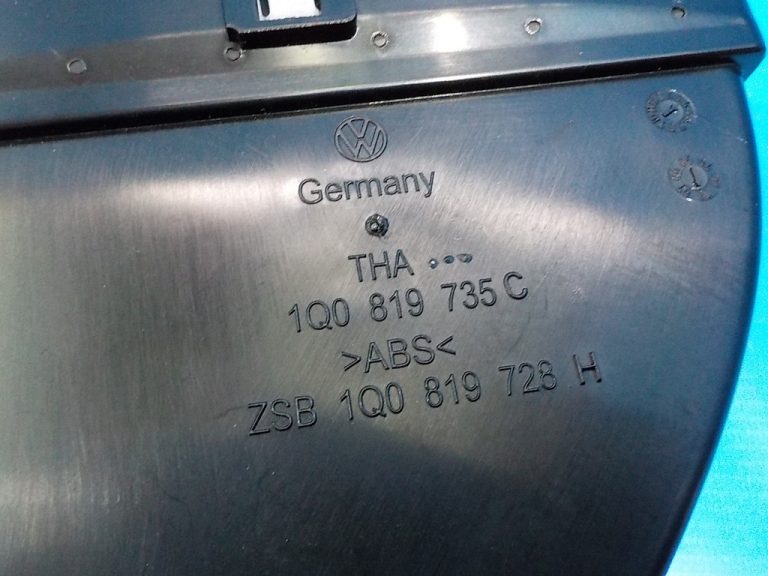 Germany
THA
1Q0 819 735 C
>ABS<
ZSB 1Q0 819 728 H